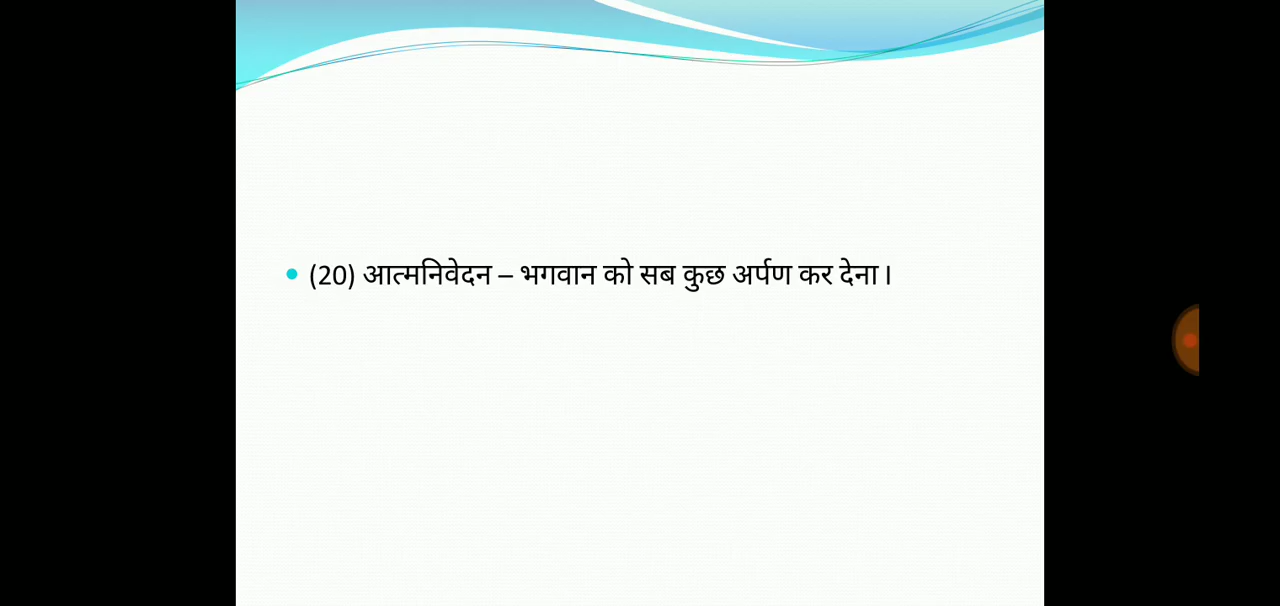 (20) आत्मनिवेदन – भगवान को सब कुछ अर्पण कर देना।